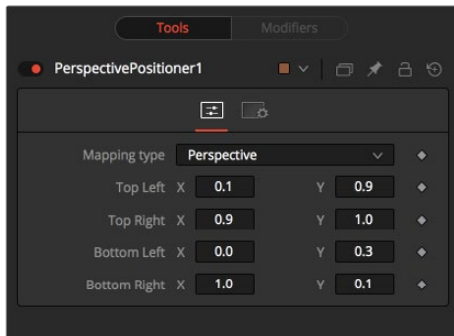 Tools Modifiers
PerspectivePositioner1
Mapping type Perspective
Top Left X 0.1 Y 0.9
Top Right X 0.9 Y 1.0
Bottom Left X 0.0 Y 0.3
Bottom Right X 1.0 Y 0.1